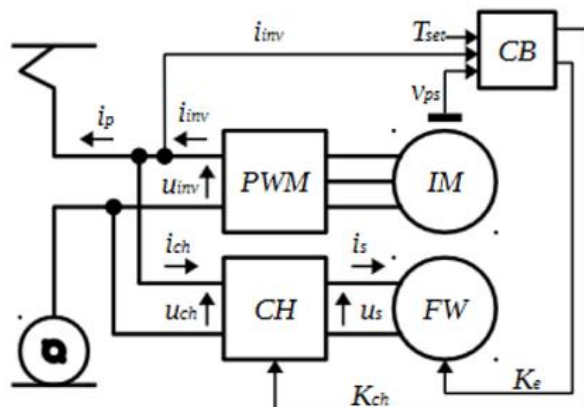 i_inv
T_set
CB
V_ps
i_p
i_inv
u_inv
PWM
IM
i_ch
i_s
u_ch
CH
u_s
FW
K_ch
K_e